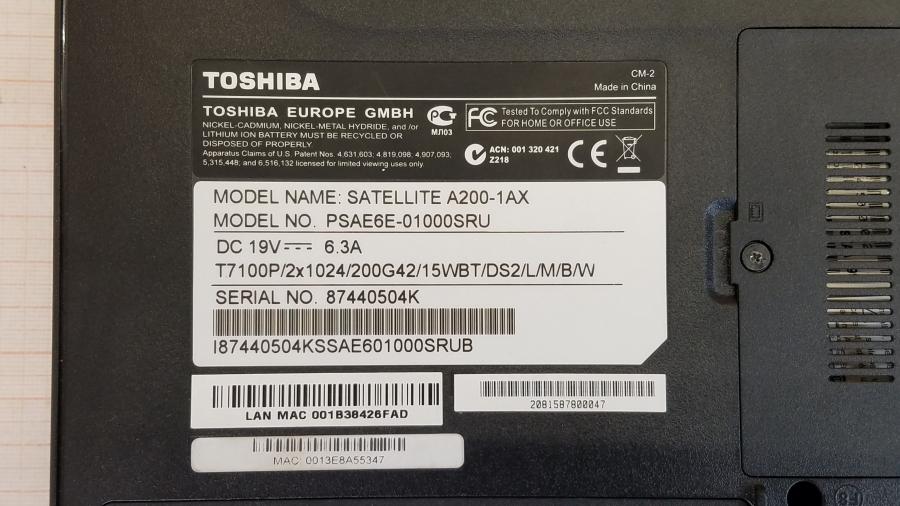 TOSHIBA
CM-2
Made in China
TOSHIBA EUROPE GMBH
NICKEL-CADMIUM, NICKEL-METAL HYDRIDE, and/or
LITHIUM ION BATTERY MUST BE RECYCLED OR
DISPOSED OF PROPERLY.
Apparatus Claims of U.S. Patent Nos. 4,631,603; 4,819,098; 4,907,093;
5,315,448; and 6,516,132 licensed for limited viewing uses only.
МЛ03
FC Tested To Comply with FCC Standards
FOR HOME OR OFFICE USE
ACN: 001 320 421
Z218
CE
MODEL NAME: SATELLITE A200-1AX
MODEL NO. PSAE6E-01000SRU
DC 19V 6.3A
T7100P/2x1024/200G42/15WBT/DS2/L/M/B/W
SERIAL NO. 87440504K
I87440504KSSAE601000SRUB
LAN MAC 001B38426FAD
2081587800047
MAC: 0013E8A55347
F8